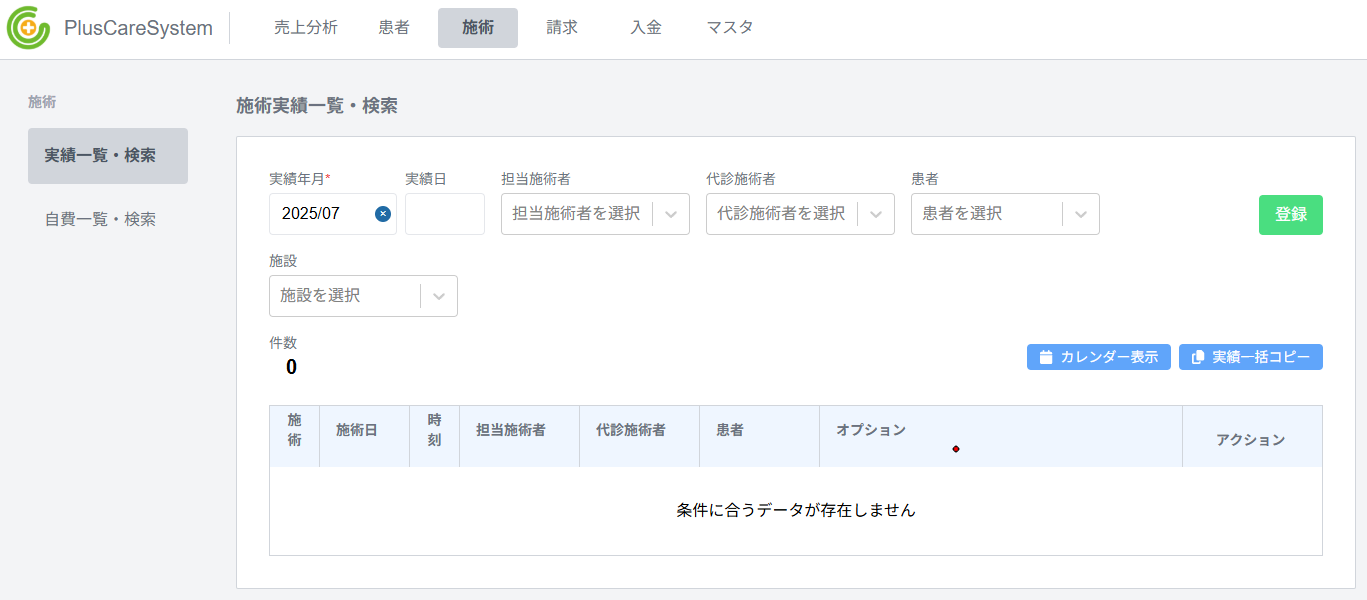 PlusCareSystem
売上分析 患者 施術 請求 入金 マスタ
施術
実績一覧・検索
自費一覧・検索
施術実績一覧・検索
実績年月* 実績日 担当施術者 代診施術者 患者
2025/07 担当施術者を選択 代診施術者を選択 患者を選択 登録
施設
施設を選択
件数
0
カレンダー表示 実績一括コピー
施術 施術日 時刻 担当施術者 代診施術者 患者 オプション アクション
条件に合うデータが存在しません